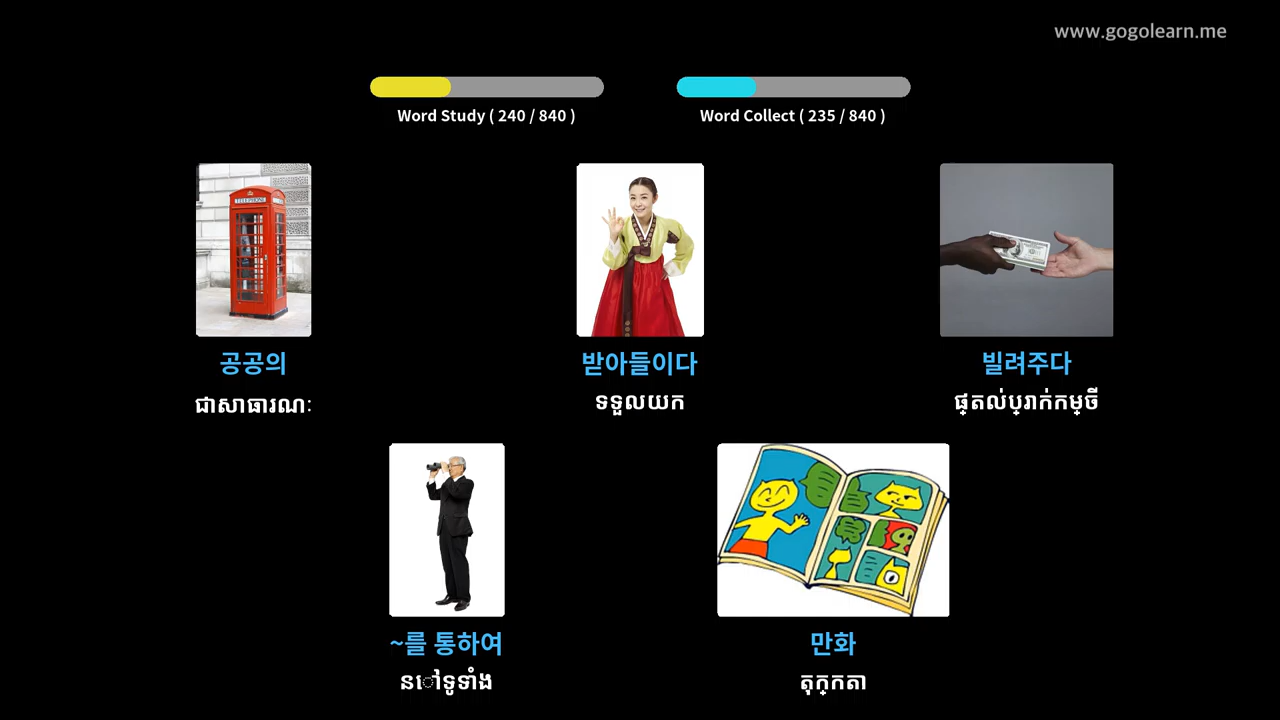 www.gogolearn.me
Word Study ( 240 / 840 )
Word Collect ( 235 / 840 )
TELEPHONE
공공의
받아들이다
빌려주다
ជាសាធារណៈ
ទទួលយក
ផ្តល់ប្រាក់កម្ចី
~를 통하여
만화
នៅទូទាំង
តុក្កតា